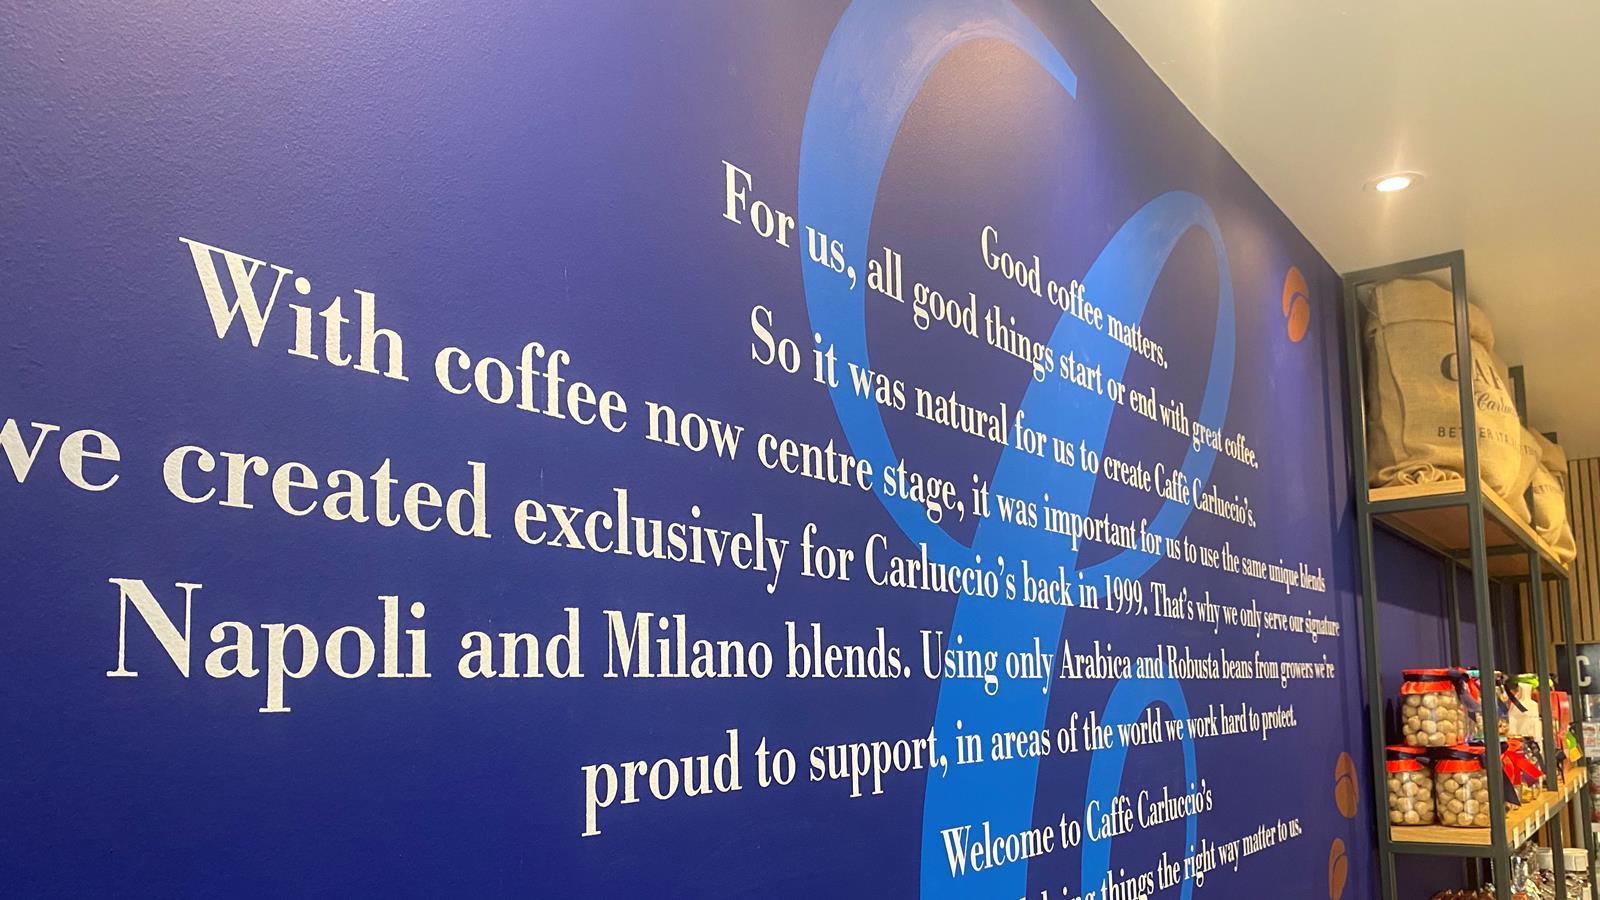 Good coffee matters.
For us, all good things start or end with great coffee.
So it was natural for us to create Caffè Carluccio's.
With coffee now centre stage, it was important for us to use the same unique blends
we created exclusively for Carluccio's back in 1999. That's why we only serve our signature
Napoli and Milano blends. Using only Arabica and Robusta beans from growers we're
proud to support, in areas of the world we work hard to protect.
Welcome to Caffè Carluccio's
things the right way matter to us.